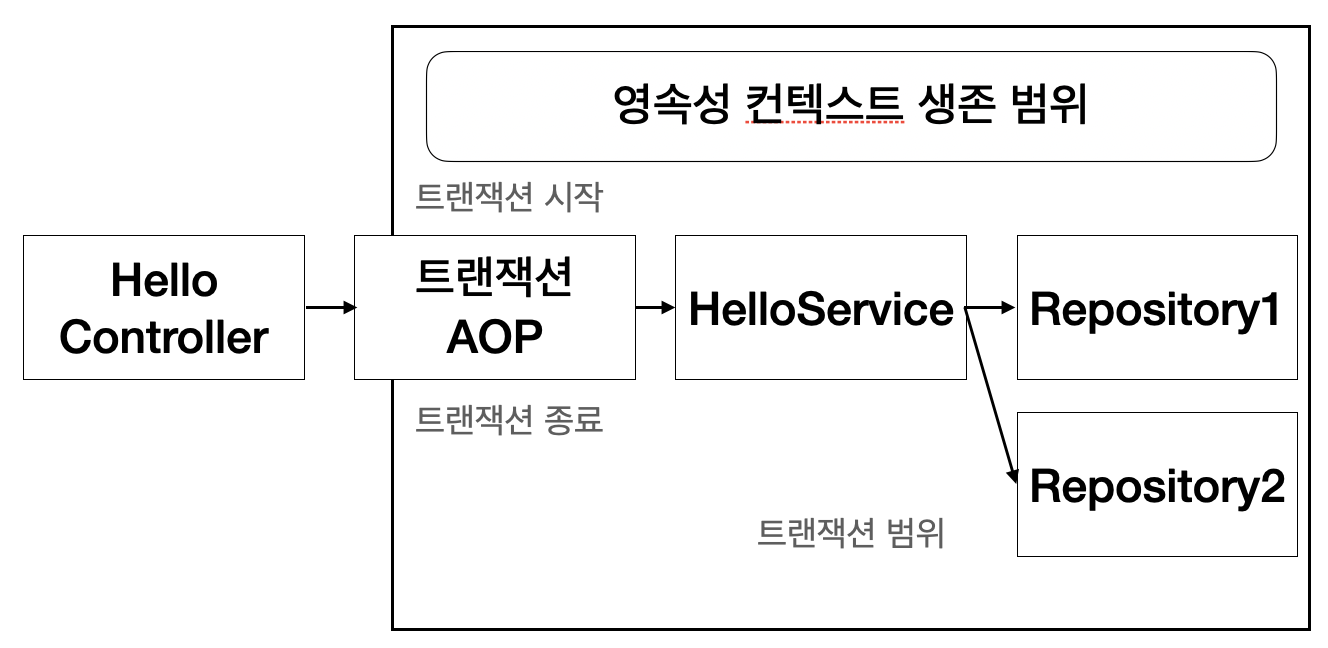 영속성 컨텍스트 생존 범위
트랜잭션 시작
Hello
Controller
트랜잭션
AOP
HelloService
Repository1
트랜잭션 종료
Repository2
트랜잭션 범위